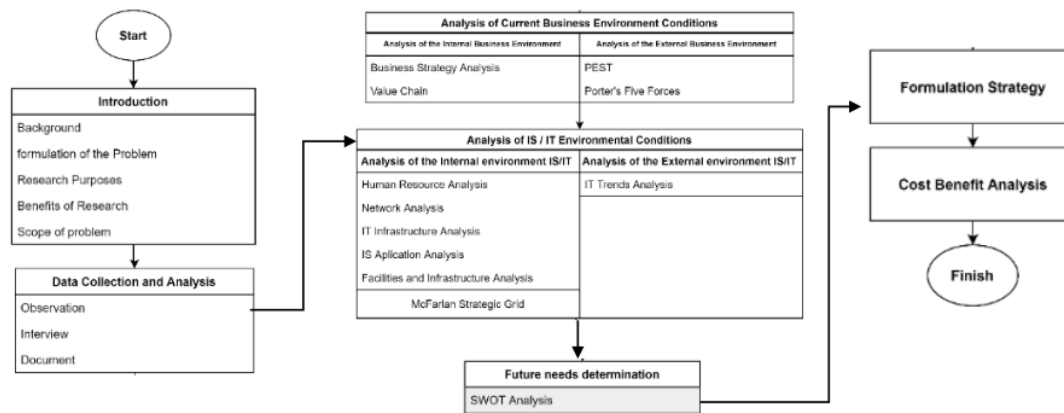 Start
Introduction
Background
formulation of the Problem
Research Purposes
Benefits of Research
Scope of problem
Data Collection and Analysis
Observation
Interview
Document
Analysis of Current Business Environment Conditions
Analysis of the Internal Business Environment
Analysis of the External Business Environment
Business Strategy Analysis
PEST
Value Chain
Porter's Five Forces
Analysis of IS / IT Environmental Conditions
Analysis of the Internal environment IS/IT
Analysis of the External environment IS/IT
Human Resource Analysis
IT Trends Analysis
Network Analysis
IT Infrastructure Analysis
IS Aplication Analysis
Facilities and Infrastructure Analysis
McFarlan Strategic Grid
Future needs determination
SWOT Analysis
Formulation Strategy
Cost Benefit Analysis
Finish